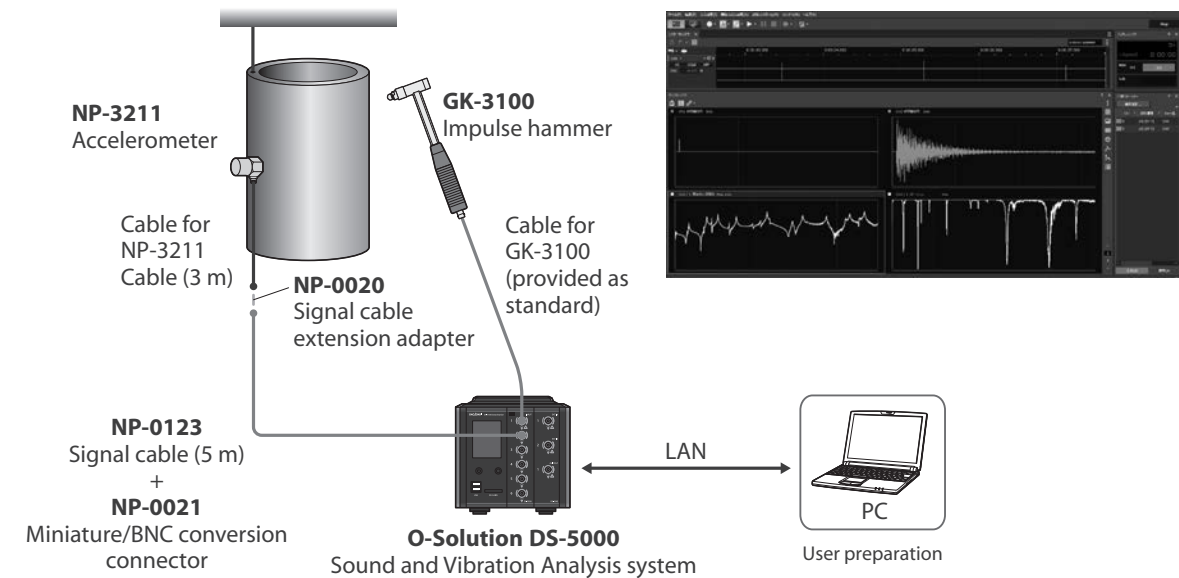 NP-3211
Accelerometer
GK-3100
Impulse hammer
Cable for
NP-3211
Cable (3 m)
Cable for
GK-3100
(provided as
standard)
NP-0020
Signal cable
extension adapter
NP-0123
Signal cable (5 m)
+
NP-0021
Miniature/BNC conversion
connector
LAN
PC
O-Solution DS-5000
Sound and Vibration Analysis system
User preparation